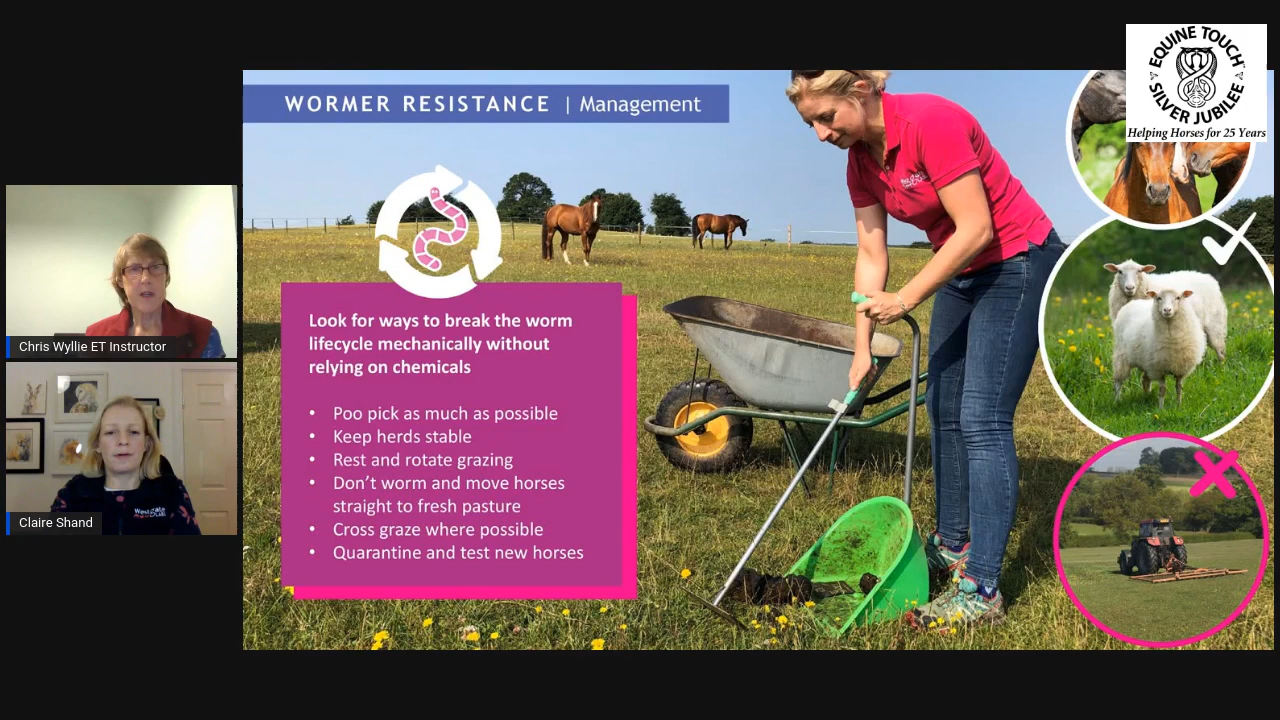 EQUINE TOUCH™
SILVER JUBILEE
Helping Horses for 25 Years
WORMER RESISTANCE | Management
Look for ways to break the worm
lifecycle mechanically without
relying on chemicals
• Poo pick as much as possible
• Keep herds stable
• Rest and rotate grazing
• Don’t worm and move horses
straight to fresh pasture
• Cross graze where possible
• Quarantine and test new horses
Chris Wyllie ET Instructor
Claire Shand